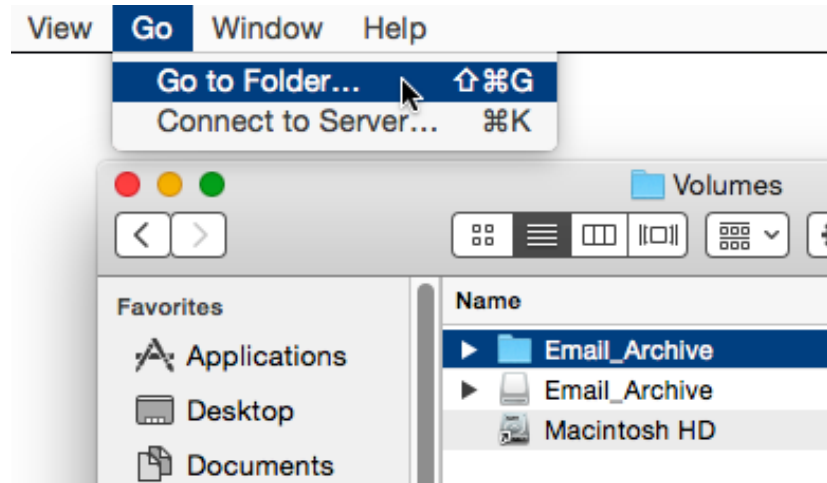 View Go Window Help
Go to Folder... ⇧⌘G
Connect to Server... ⌘K
Volumes
Favorites
Applications
Desktop
Documents
Name
Email_Archive
Email_Archive
Macintosh HD